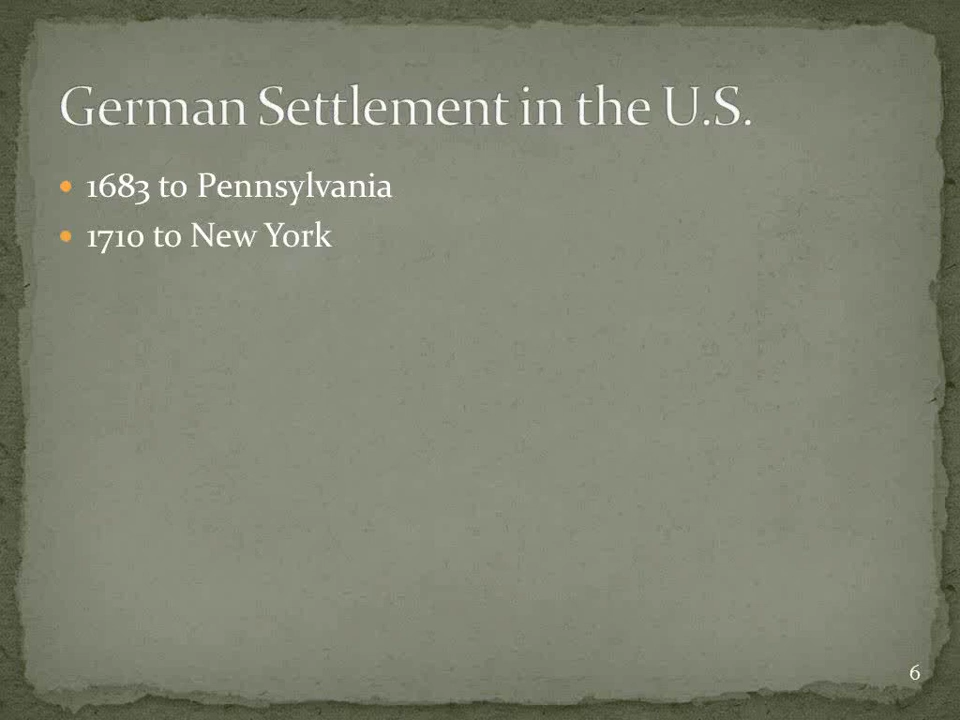 German Settlement in the U.S.
• 1683 to Pennsylvania
• 1710 to New York
6